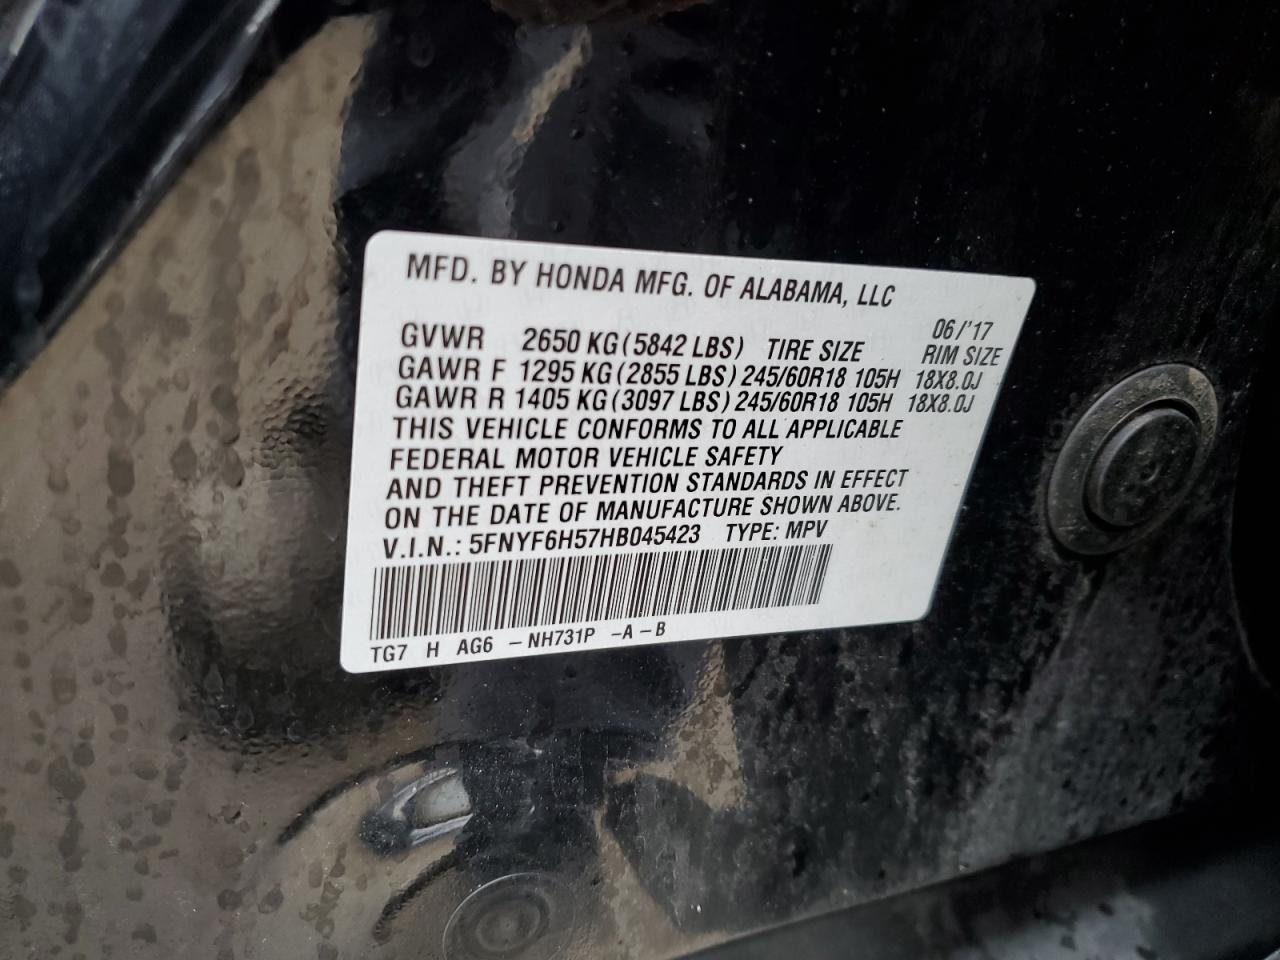 MFD. BY HONDA MFG. OF ALABAMA, LLC
06/'17
GVWR 2650 KG(5842 LBS) TIRE SIZE RIM SIZE
GAWR F 1295 KG(2855 LBS) 245/60R18 105H 18X8.0J
GAWR R 1405 KG(3097 LBS) 245/60R18 105H 18X8.0J
THIS VEHICLE CONFORMS TO ALL APPLICABLE
FEDERAL MOTOR VEHICLE SAFETY
AND THEFT PREVENTION STANDARDS IN EFFECT
ON THE DATE OF MANUFACTURE SHOWN ABOVE.
V.I.N.: 5FNYF6H57HB045423 TYPE: MPV
TG7 H AG6 -NH731P -A-B